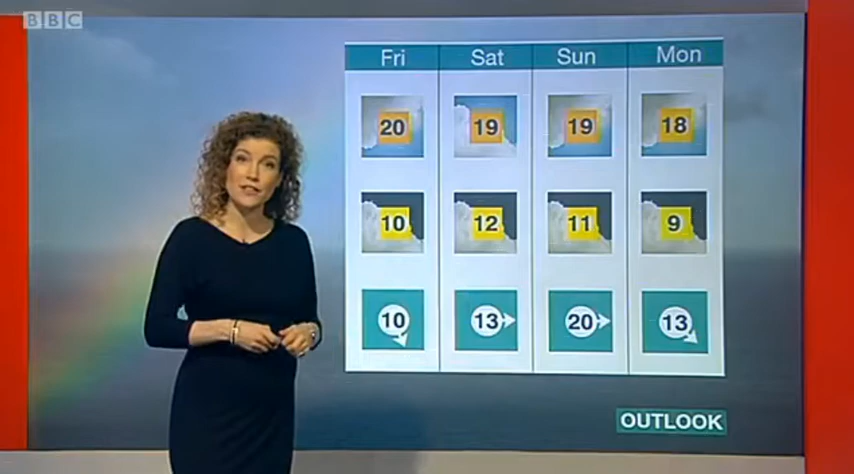 BBC
Fri Sat Sun Mon
20 19 19 18
10 12 11 9
10 13 20 13
OUTLOOK